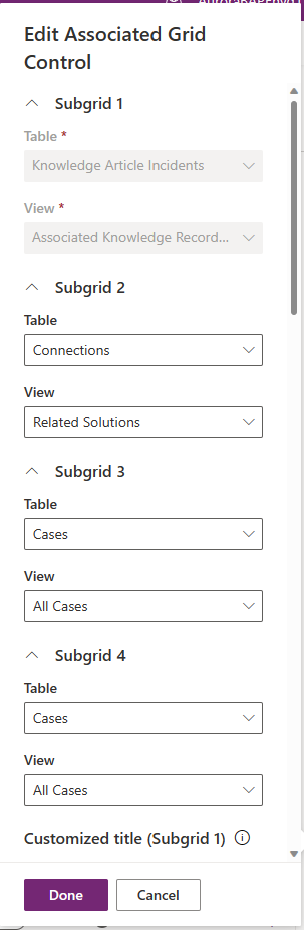 Edit Associated Grid
Control
Subgrid 1
Table *
Knowledge Article Incidents
View *
Associated Knowledge Record...
Subgrid 2
Table
Connections
View
Related Solutions
Subgrid 3
Table
Cases
View
All Cases
Subgrid 4
Table
Cases
View
All Cases
Customized title (Subgrid 1)
Done
Cancel